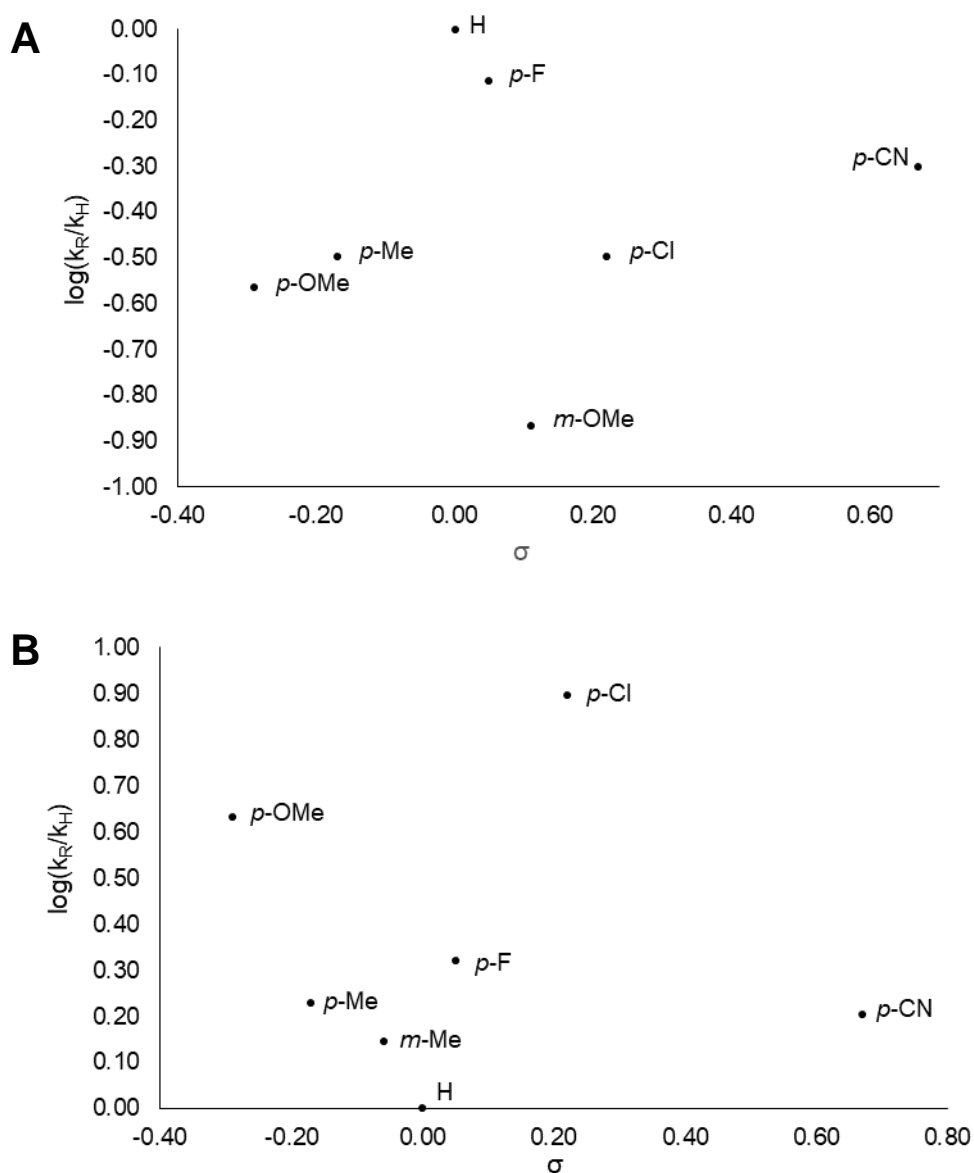 A
0.00
H
-0.10
p-F
-0.20
-0.30
p-CN
-0.40
log(kR/kH)
-0.50
p-Me
p-Cl
p-OMe
-0.60
-0.70
-0.80
m-OMe
-0.90
-1.00
-0.40 -0.20 0.00 0.20 0.40 0.60
σ
B
1.00
0.90
p-Cl
0.80
0.70
p-OMe
0.60
log(kR/kH)
0.50
0.40
0.30
p-F
0.20
p-Me
p-CN
m-Me
0.10
H
0.00
-0.40 -0.20 0.00 0.20 0.40 0.60 0.80
σ